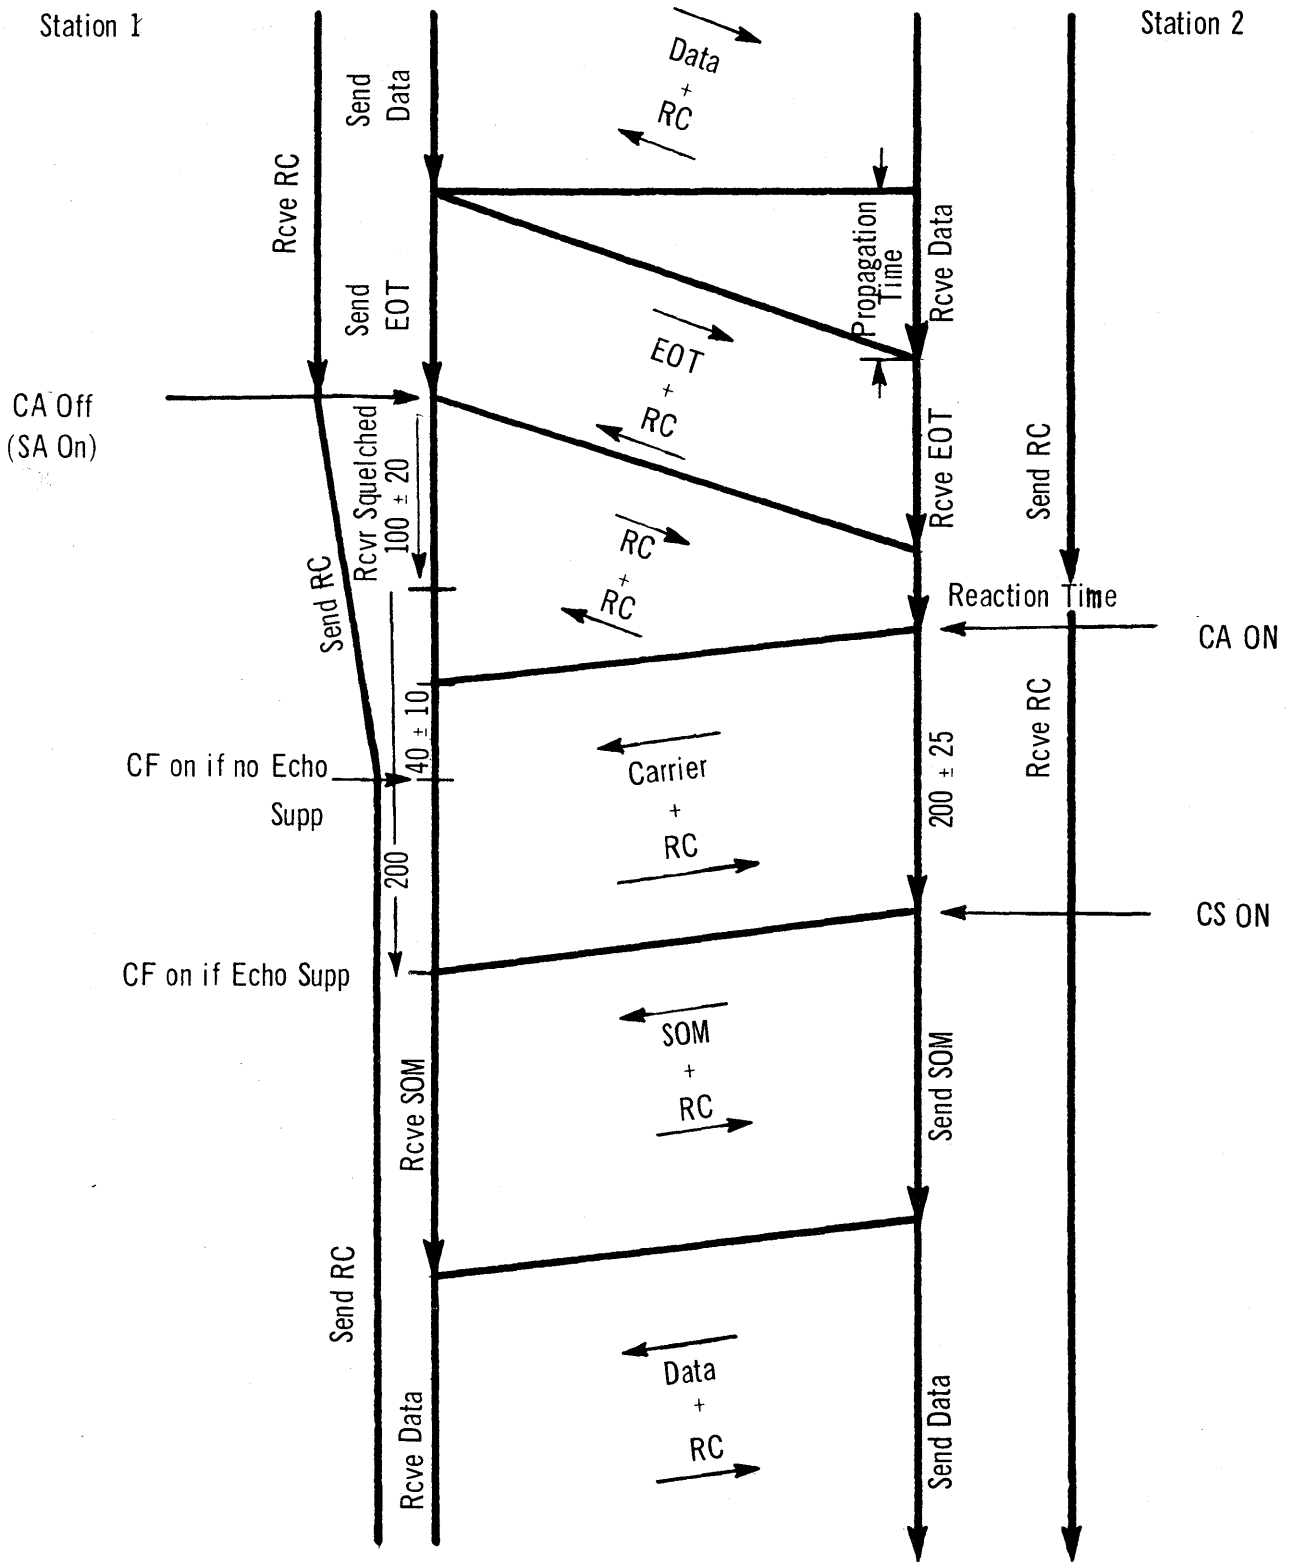 Station 1
Station 2
Send
Data
Data
+
RC
Rcve RC
Propagation
Time
Rcve Data
Send
EOT
EOT
+
RC
CA Off
(SA On)
Rcvr Squelched
100 ± 20
Rcve EOT
Send RC
RC
+
RC
Send RC
Reaction Time
CA ON
40 ± 10
Carrier
+
RC
200 ± 25
Rcve RC
CF on if no Echo
Supp
200
CS ON
CF on if Echo Supp
SOM
+
RC
Rcve SOM
Send SOM
Send RC
Data
+
RC
Rcve Data
Send Data